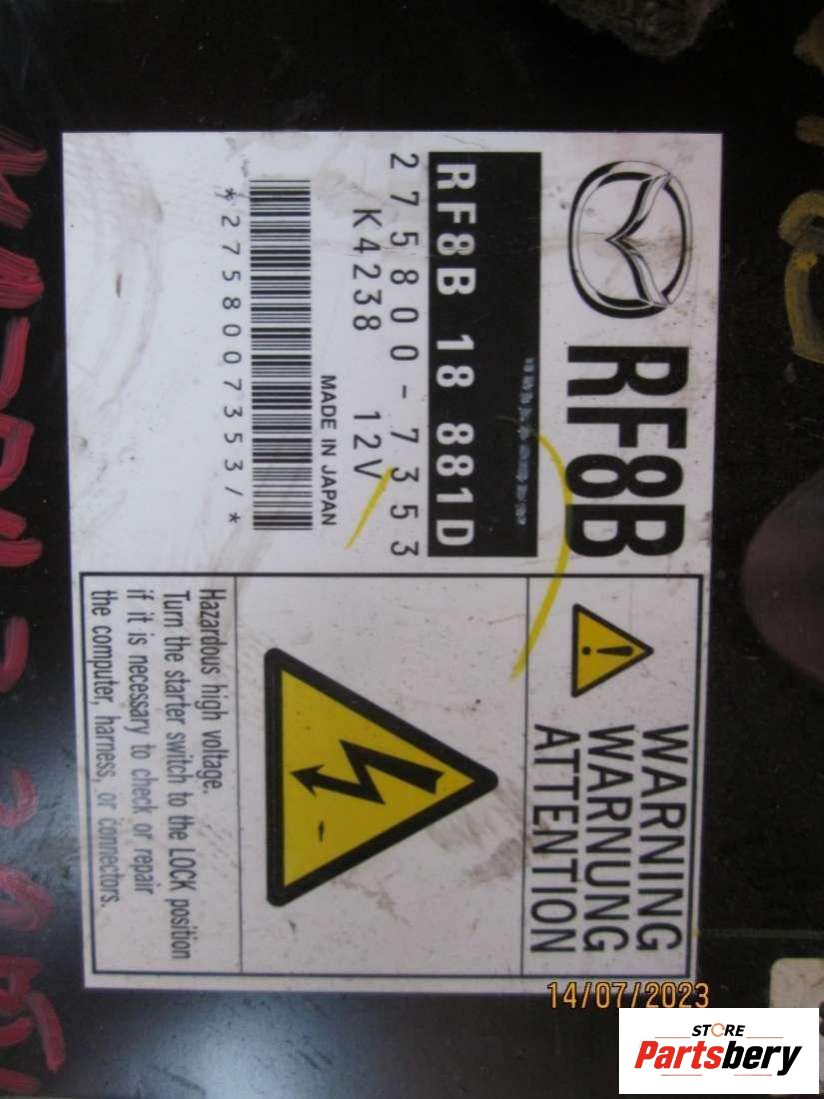 RF8B
RF8B 18 881D
275800-7353
K4238 12V
MADE IN JAPAN
*2758007353/*
WARNING
WARNUNG
ATTENTION
Hazardous high voltage.
Turn the starter switch to the LOCK position
if it is necessary to check or repair
the computer, harness, or connectors.
14/07/2023
STORE
Partsbery